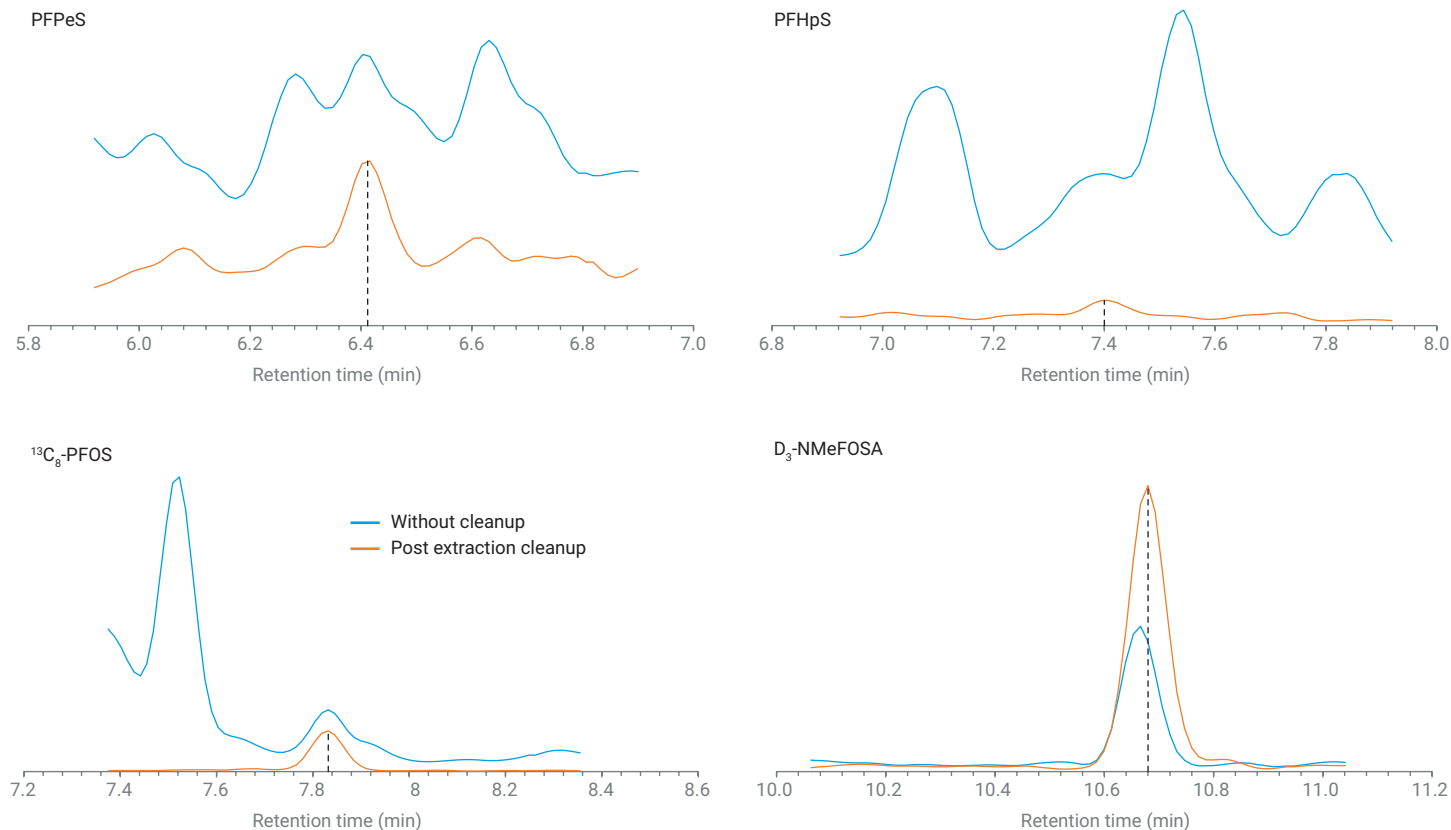 PFPeS
5.8 6.0 6.2 6.4 6.6 6.8 7.0
Retention time (min)
PFHpS
6.8 7.0 7.2 7.4 7.6 7.8 8.0
Retention time (min)
¹³C₈-PFOS
Without cleanup
Post extraction cleanup
7.2 7.4 7.6 7.8 8 8.2 8.4 8.6
Retention time (min)
D₃-NMeFOSA
10.0 10.2 10.4 10.6 10.8 11.0 11.2
Retention time (min)